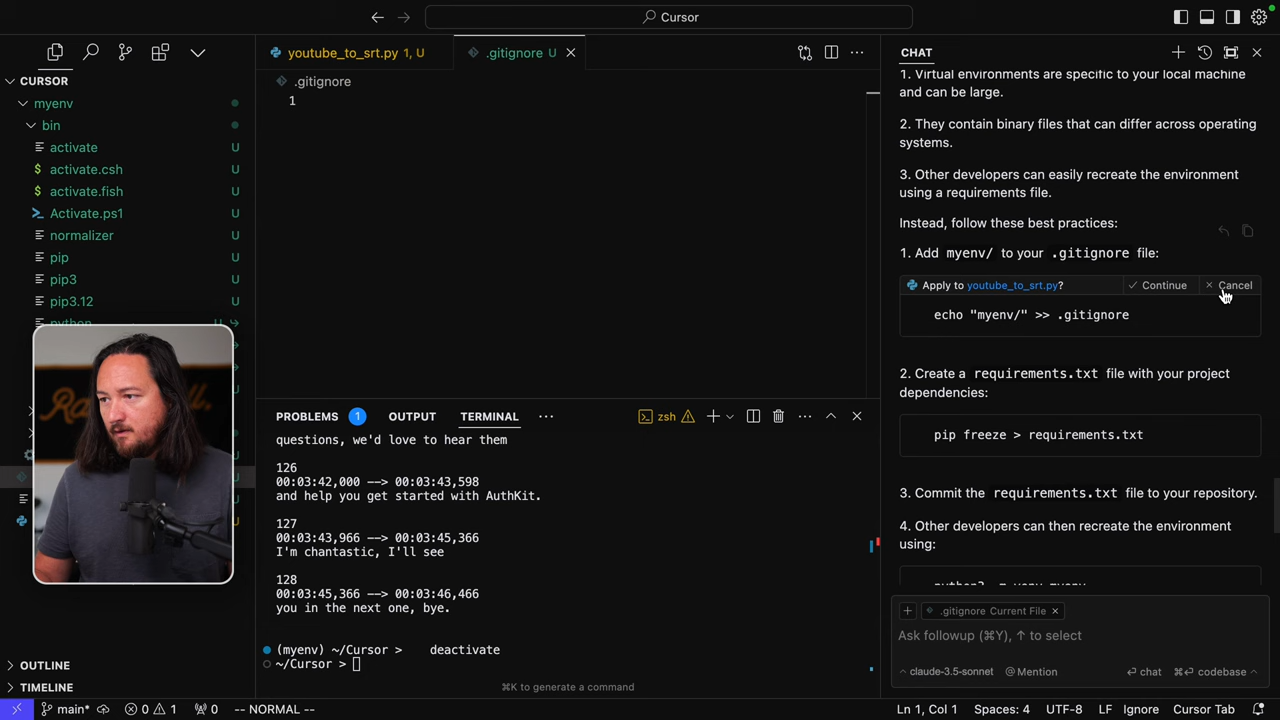 Cursor
CURSOR
myenv
bin
activate U
activate.csh U
activate.fish U
Activate.ps1 U
normalizer U
pip U
pip3 U
pip3.12 U
python U
OUTLINE
TIMELINE
youtube_to_srt.py 1, U
.gitignore U
.gitignore
1
PROBLEMS 1 OUTPUT TERMINAL zsh
questions, we'd love to hear them
126
00:03:42,000 --> 00:03:43,598
and help you get started with AuthKit.
127
00:03:43,966 --> 00:03:45,366
I'm chantastic, I'll see
128
00:03:45,366 --> 00:03:46,466
you in the next one, bye.
(myenv) ~/Cursor > deactivate
~/Cursor >
⌘K to generate a command
CHAT
1. Virtual environments are specific to your local machine
and can be large.
2. They contain binary files that can differ across operating
systems.
3. Other developers can easily recreate the environment
using a requirements file.
Instead, follow these best practices:
1. Add myenv/ to your .gitignore file:
Apply to youtube_to_srt.py? Continue Cancel
echo "myenv/" >> .gitignore
2. Create a requirements.txt file with your project
dependencies:
pip freeze > requirements.txt
3. Commit the requirements.txt file to your repository.
4. Other developers can then recreate the environment
using:
python3 -m venv myenv
.gitignore Current File
Ask followup (⌘Y), ↑ to select
claude-3.5-sonnet @ Mention chat ⌘ codebase
main* 0 1 0 -- NORMAL -- Ln 1, Col 1 Spaces: 4 UTF-8 LF Ignore Cursor Tab